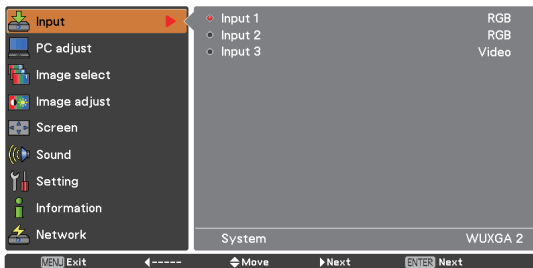 Input
PC adjust
Image select
Image adjust
Screen
Sound
Setting
Information
Network
Input 1 RGB
Input 2 RGB
Input 3 Video
System WUXGA 2
MENU Exit ----- Move Next ENTER Next